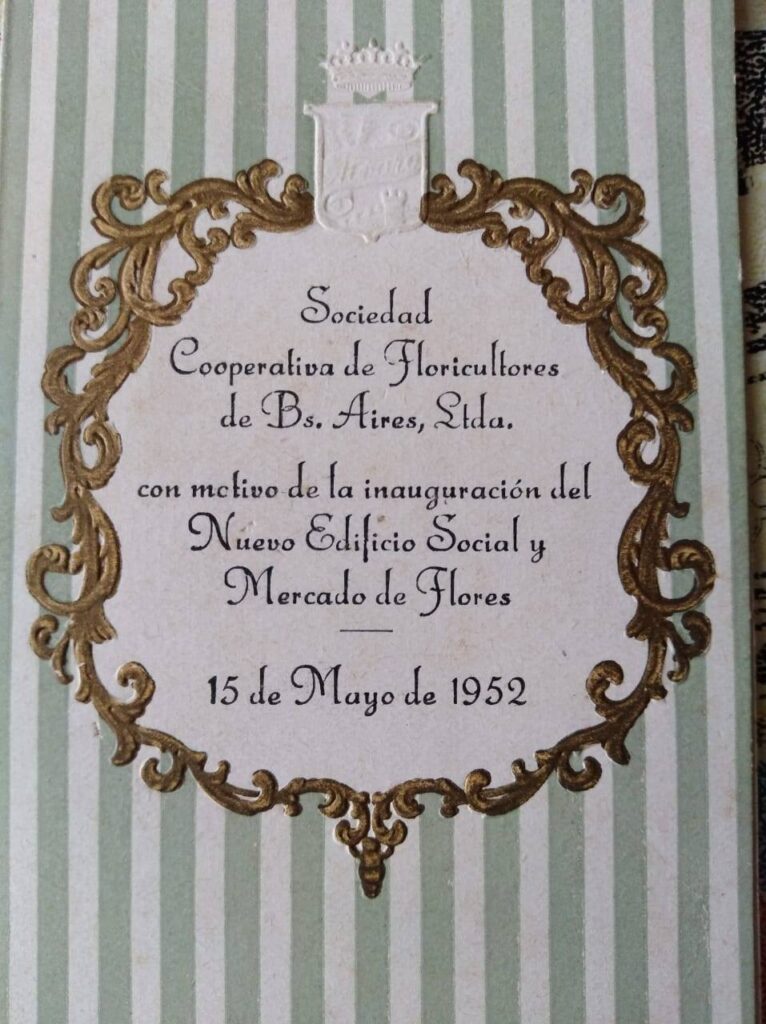 Sociedad
Cooperativa de Floricultores
de Bs. Aires, Ltda.
con motivo de la inauguración del
Nuevo Edificio Social y
Mercado de Flores
15 de Mayo de 1952